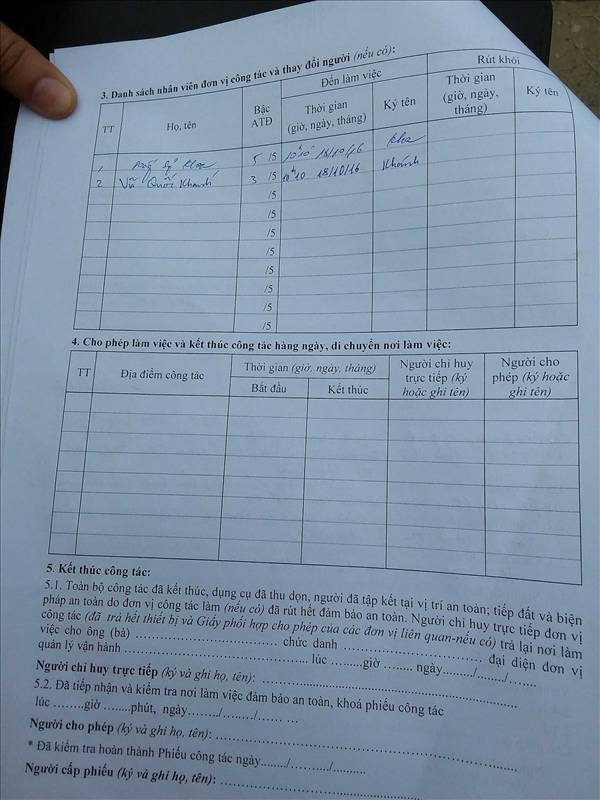 3. Danh sách nhân viên đơn vị công tác và thay đổi người (nếu có):
TT
Họ, tên
Bậc ATĐ
Đến làm việc
Rút khỏi
Thời gian (giờ, ngày, tháng)
Ký tên
Thời gian (giờ, ngày, tháng)
Ký tên
1 Sỹ 5 /5 10h10 18/10/16
2 Vũ Quốc Khánh 3 /5 10h10 18/10/16 Khánh
/5
/5
/5
/5
/5
/5
/5
/5
4. Cho phép làm việc và kết thúc công tác hàng ngày, di chuyển nơi làm việc:
TT
Địa điểm công tác
Thời gian (giờ, ngày, tháng)
Bắt đầu
Kết thúc
Người chỉ huy trực tiếp (ký hoặc ghi tên)
Người cho phép (ký hoặc ghi tên)
5. Kết thúc công tác:
5.1. Toàn bộ công tác đã kết thúc, dụng cụ đã thu dọn, người đã tập kết tại vị trí an toàn; tiếp đất và biện
pháp an toàn do đơn vị công tác làm (nếu có) đã rút hết đảm bảo an toàn. Người chỉ huy trực tiếp đơn vị
công tác (đã trả hết thiết bị và Giấy phối hợp cho phép của các đơn vị liên quan-nếu có) trả lại nơi làm
việc cho ông (bà) ........................ chức danh ........................ đại diện đơn vị
quản lý vận hành ........................ lúc ......giờ ........ ngày......../......../........
Người chỉ huy trực tiếp (ký và ghi họ, tên): ........................
5.2. Đã tiếp nhận và kiểm tra nơi làm việc đảm bảo an toàn, khoá phiếu công tác
lúc ........giờ ........phút, ngày......../......../........
Người cho phép (ký và ghi họ, tên): ........................
* Đã kiểm tra hoàn thành Phiếu công tác ngày......../........../..........
Người cấp phiếu (ký và ghi họ, tên): ........................